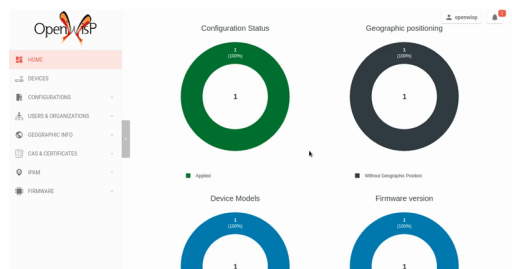 OpenWISP
openwisp
1
HOME
DEVICES
CONFIGURATIONS
USERS & ORGANIZATIONS
GEOGRAPHIC INFO
CAS & CERTIFICATES
IPAM
FIRMWARE
Configuration Status
1
(100%)
1
Applied
Geographic positioning
1
(100%)
1
Without Geographic Position
Device Models
1
(100%)
1
Firmware version
1
(100%)
1